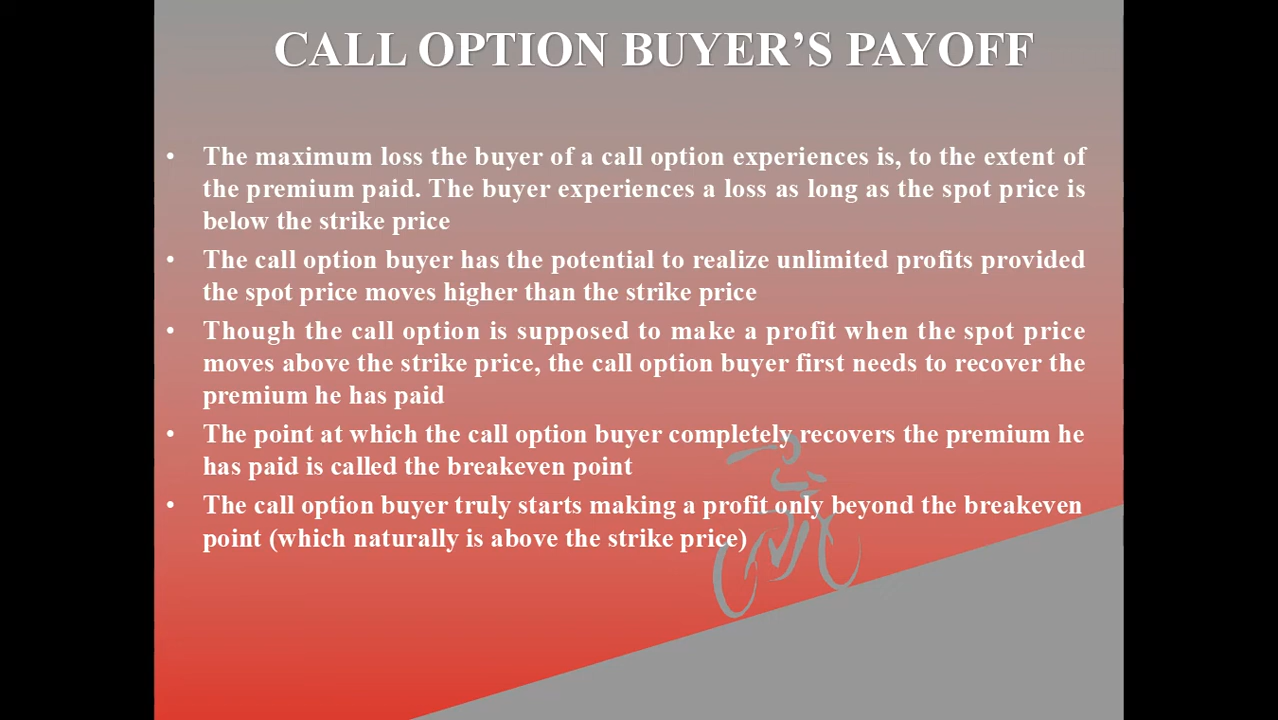 CALL OPTION BUYER’S PAYOFF
• The maximum loss the buyer of a call option experiences is, to the extent of
the premium paid. The buyer experiences a loss as long as the spot price is
below the strike price
• The call option buyer has the potential to realize unlimited profits provided
the spot price moves higher than the strike price
• Though the call option is supposed to make a profit when the spot price
moves above the strike price, the call option buyer first needs to recover the
premium he has paid
• The point at which the call option buyer completely recovers the premium he
has paid is called the breakeven point
• The call option buyer truly starts making a profit only beyond the breakeven
point (which naturally is above the strike price)